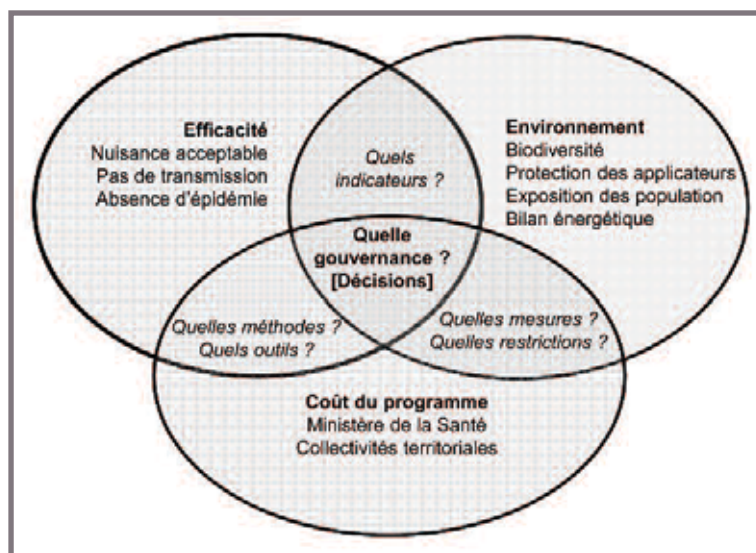 Efficacité
Nuisance acceptable
Pas de transmission
Absence d'épidémie
Quels
indicateurs ?
Environnement
Biodiversité
Protection des applicateurs
Exposition des population
Bilan énergétique
Quelle
gouvernance ?
[Décisions]
Quelles méthodes ?
Quels outils ?
Quelles mesures ?
Quelles restrictions ?
Coût du programme
Ministère de la Santé
Collectivités territoriales